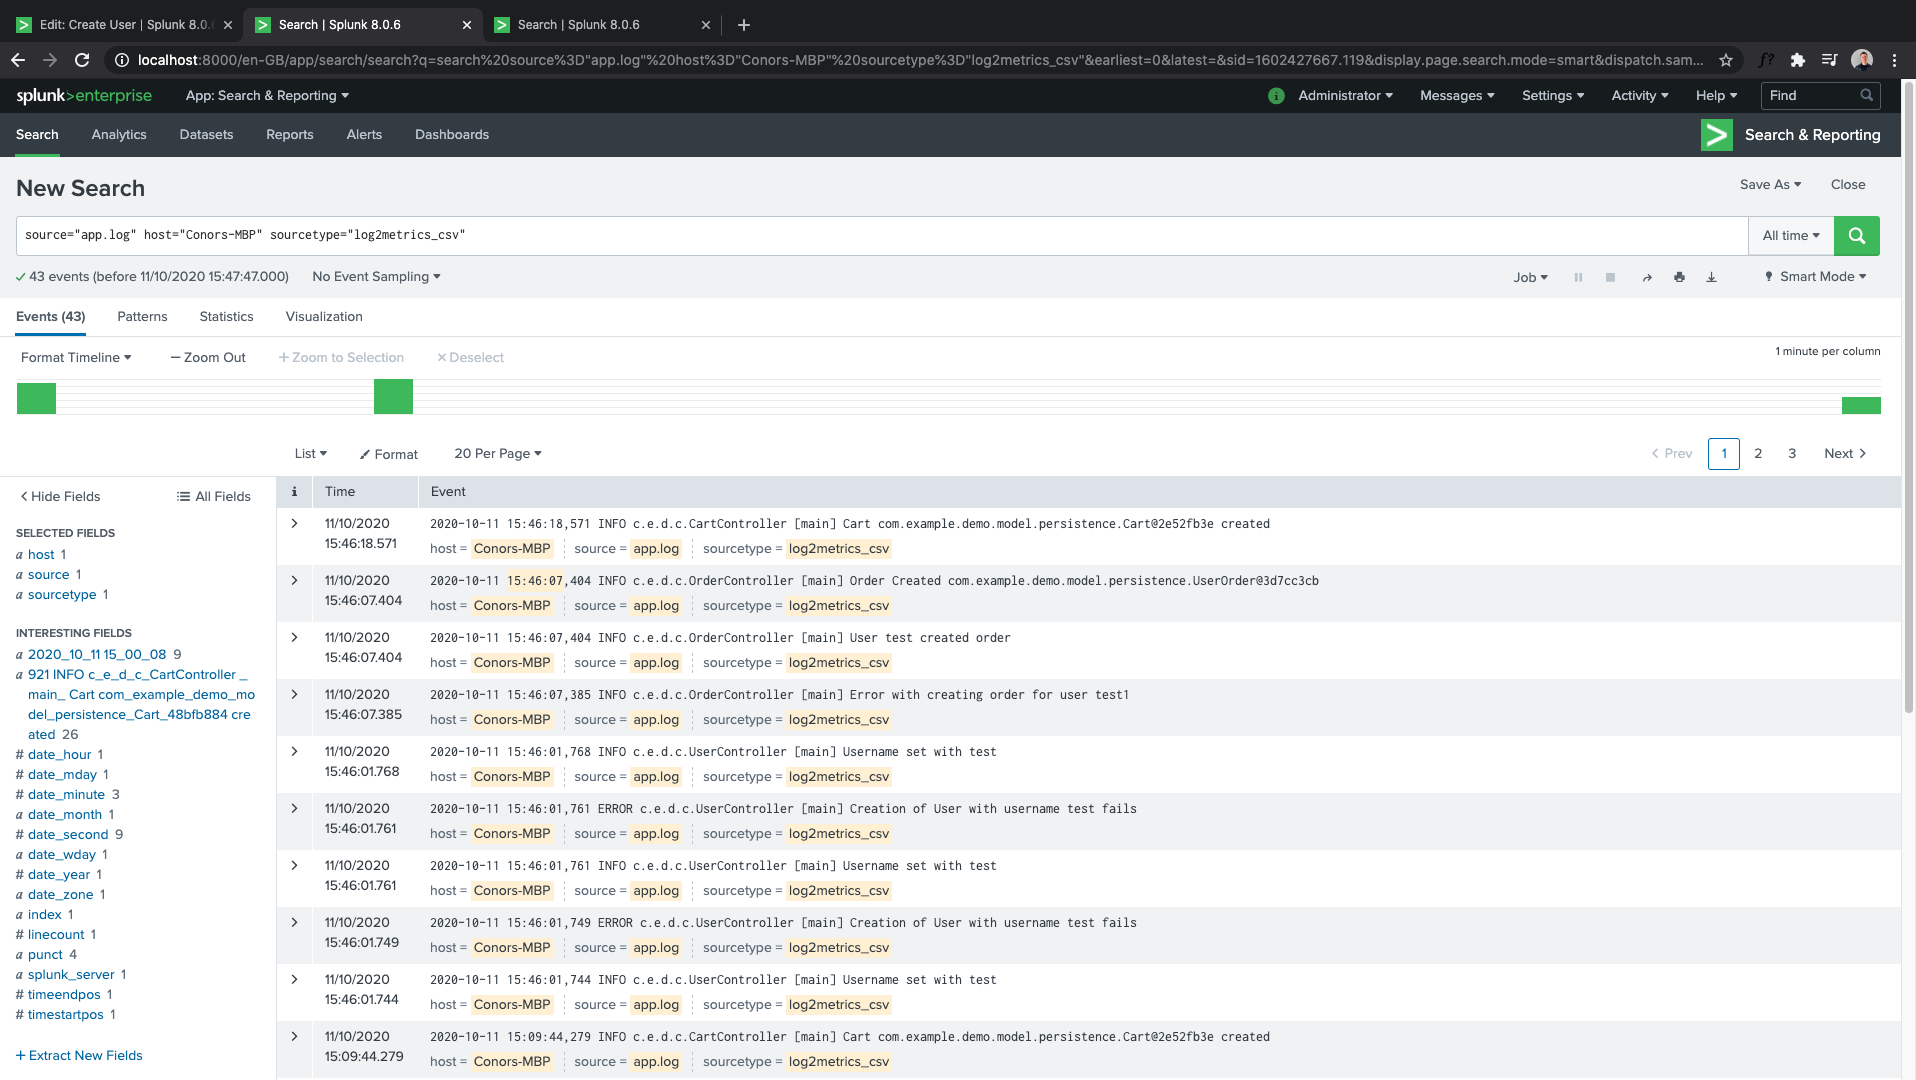 Edit: Create User | Splunk 8.0.6
Search | Splunk 8.0.6
Search | Splunk 8.0.6
localhost:8000/en-GB/app/search/search?q=search%20source%3D"app.log"%20host%3D"Conors-MBP"%20sourcetype%3D"log2metrics_csv"&earliest=0&latest=&sid=1602427667.119&display.page.search.mode=smart&dispatch.sam...
f?
splunk>enterprise App: Search & Reporting
i Administrator Messages Settings Activity Help Find
Search Analytics Datasets Reports Alerts Dashboards
> Search & Reporting
New Search
Save As Close
source="app.log" host="Conors-MBP" sourcetype="log2metrics_csv"
All time
43 events (before 11/10/2020 15:47:47.000) No Event Sampling
Job Smart Mode
Events (43) Patterns Statistics Visualization
Format Timeline — Zoom Out + Zoom to Selection × Deselect
1 minute per column
List Format 20 Per Page
< Prev 1 2 3 Next >
< Hide Fields All Fields
SELECTED FIELDS
a host 1
a source 1
a sourcetype 1
INTERESTING FIELDS
a 2020_10_11 15_00_08 9
a 921 INFO c_e_d_c_CartController _
main_ Cart com_example_demo_mo
del_persistence_Cart_48bfb884 cre
ated 26
# date_hour 1
# date_mday 1
# date_minute 3
a date_month 1
# date_second 9
a date_wday 1
# date_year 1
a date_zone 1
a index 1
# linecount 1
a punct 4
a splunk_server 1
# timeendpos 1
# timestartpos 1
+ Extract New Fields
i Time Event
11/10/2020
15:46:18.571
2020-10-11 15:46:18,571 INFO c.e.d.c.CartController [main] Cart com.example.demo.model.persistence.Cart@2e52fb3e created
host = Conors-MBP source = app.log sourcetype = log2metrics_csv
11/10/2020
15:46:07.404
2020-10-11 15:46:07,404 INFO c.e.d.c.OrderController [main] Order Created com.example.demo.model.persistence.UserOrder@3d7cc3cb
host = Conors-MBP source = app.log sourcetype = log2metrics_csv
11/10/2020
15:46:07.404
2020-10-11 15:46:07,404 INFO c.e.d.c.OrderController [main] User test created order
host = Conors-MBP source = app.log sourcetype = log2metrics_csv
11/10/2020
15:46:07.385
2020-10-11 15:46:07,385 INFO c.e.d.c.OrderController [main] Error with creating order for user test1
host = Conors-MBP source = app.log sourcetype = log2metrics_csv
11/10/2020
15:46:01.768
2020-10-11 15:46:01,768 INFO c.e.d.c.UserController [main] Username set with test
host = Conors-MBP source = app.log sourcetype = log2metrics_csv
11/10/2020
15:46:01.761
2020-10-11 15:46:01,761 ERROR c.e.d.c.UserController [main] Creation of User with username test fails
host = Conors-MBP source = app.log sourcetype = log2metrics_csv
11/10/2020
15:46:01.761
2020-10-11 15:46:01,761 INFO c.e.d.c.UserController [main] Username set with test
host = Conors-MBP source = app.log sourcetype = log2metrics_csv
11/10/2020
15:46:01.749
2020-10-11 15:46:01,749 ERROR c.e.d.c.UserController [main] Creation of User with username test fails
host = Conors-MBP source = app.log sourcetype = log2metrics_csv
11/10/2020
15:46:01.744
2020-10-11 15:46:01,744 INFO c.e.d.c.UserController [main] Username set with test
host = Conors-MBP source = app.log sourcetype = log2metrics_csv
11/10/2020
15:09:44.279
2020-10-11 15:09:44,279 INFO c.e.d.c.CartController [main] Cart com.example.demo.model.persistence.Cart@2e52fb3e created
host = Conors-MBP source = app.log sourcetype = log2metrics_csv